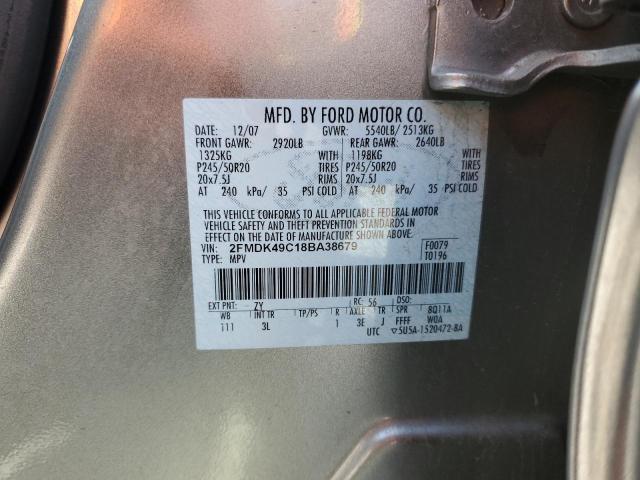 MFD. BY FORD MOTOR CO.
DATE: 12/07 GVWR: 5540LB/ 2513KG
FRONT GAWR: 2920LB REAR GAWR: 2640LB
1325KG 1198KG
P245/50R20 TIRES P245/50R20 TIRES
20x7.5J RIMS 20x7.5J RIMS
AT 240 kPa/ 35 PSI COLD AT 240 kPa/ 35 PSI COLD
THIS VEHICLE CONFORMS TO ALL APPLICABLE FEDERAL MOTOR
VEHICLE SAFETY AND THEFT PREVENTION STANDARDS IN
EFFECT ON THE DATE OF MANUFACTURE SHOWN ABOVE.
VIN: 2FMDK49C18BA38679 F0079
TYPE: MPV T0196
EXT PNT: ZY RC: 56 DSO:
WB INT TR TP/PS R AXLE TR SPR 8Q11A
111 3L 1 3E J FFFF WQA
UTC ▽5U5A-1520472-BA